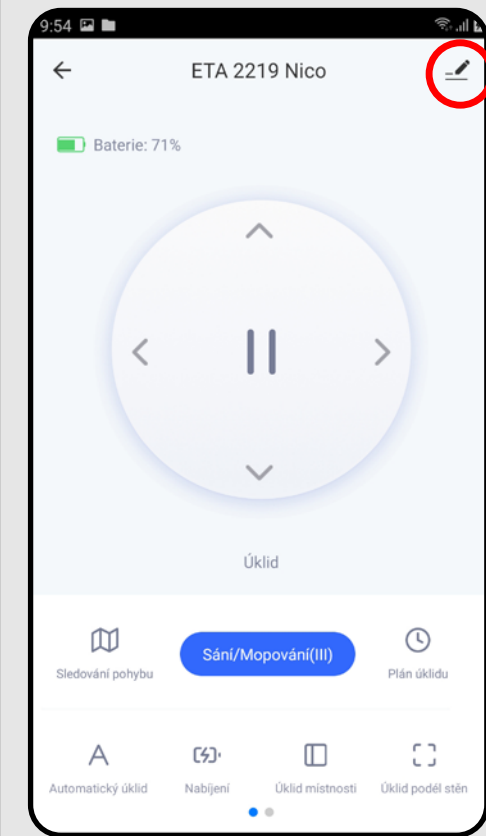 9:54
ETA 2219 Nico
Baterie: 71%
Úklid
Sledování pohybu
Sání/Mopování(III)
Plán úklidu
Automatický úklid
Nabíjení
Úklid místnosti
Úklid podél stěn